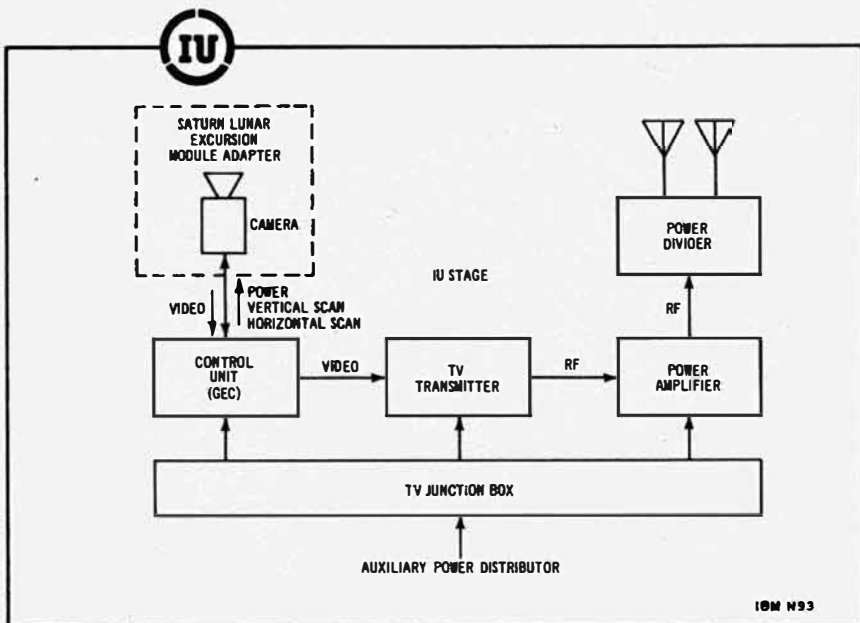 IU
SATURN LUNAR
EXCURSION
MODULE ADAPTER
CAMERA
VIDEO
POWER
VERTICAL SCAN
HORIZONTAL SCAN
IU STAGE
POWER
DIVIDER
RF
CONTROL
UNIT
(GEC)
VIDEO
TV
TRANSMITTER
RF
POWER
AMPLIFIER
TV JUNCTION BOX
AUXILIARY POWER DISTRIBUTOR
IBM N93